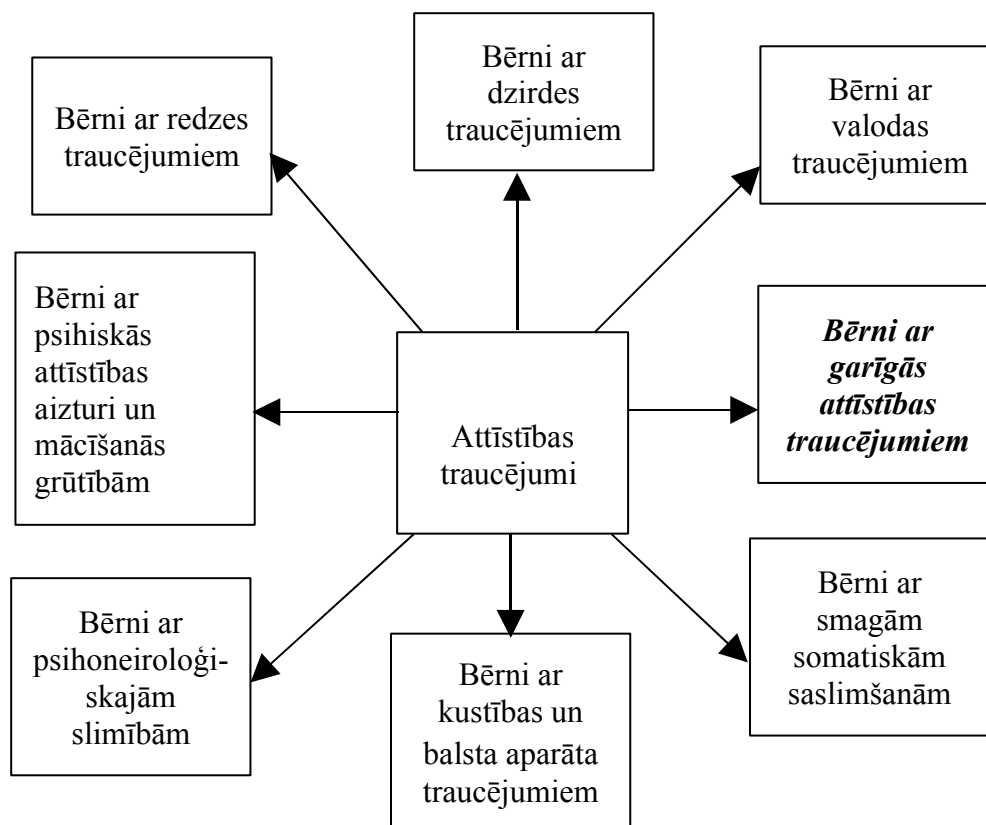 Bērni ar redzes
traucējumiem
Bērni ar
dzirdes
traucējumiem
Bērni ar
valodas
traucējumiem
Bērni ar
psihiskās
attīstības
aizturi un
mācīšanās
grūtībām
Attīstības
traucējumi
Bērni ar
garīgās
attīstības
traucējumiem
Bērni ar
psihoneiroloģi-
skajām
slimībām
Bērni ar
kustības un
balsta aparāta
traucējumiem
Bērni ar
smagām
somatiskām
saslimšanām